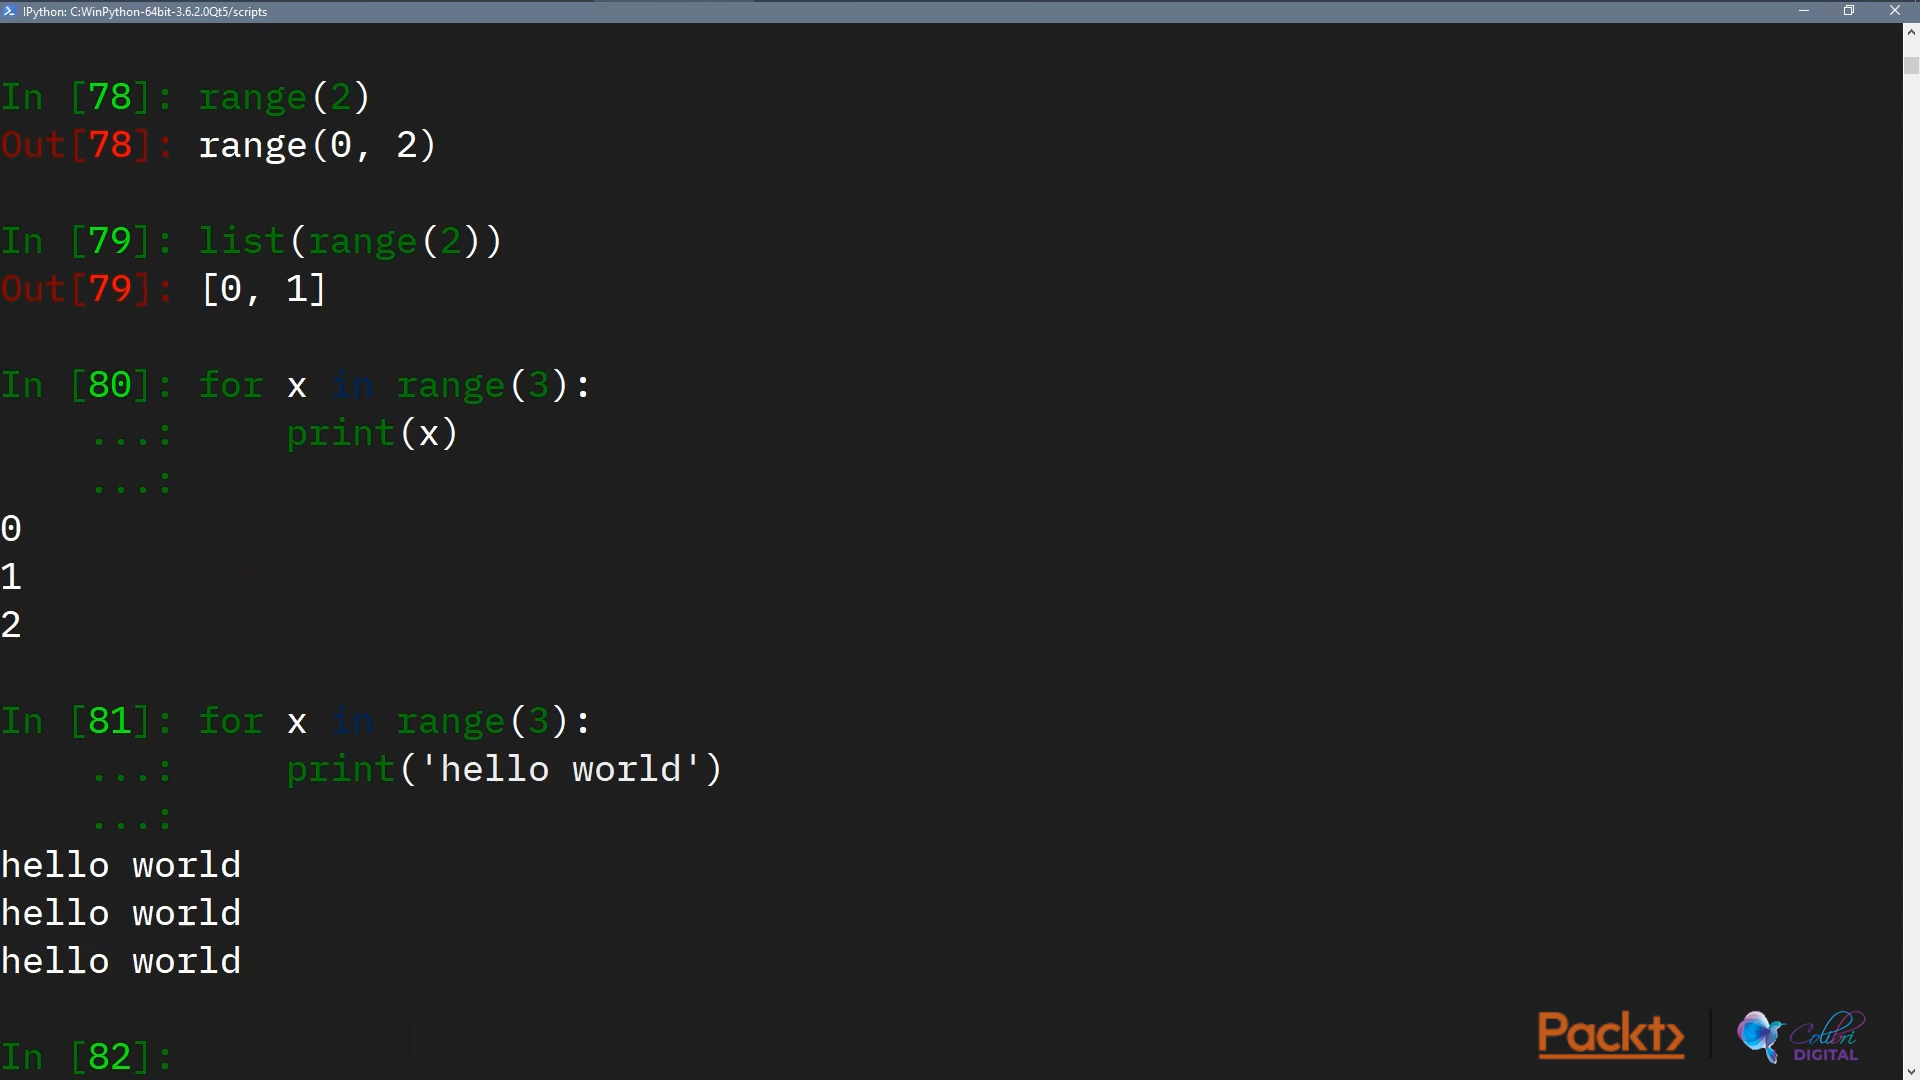 IPython: C:WinPython-64bit-3.6.2.0Qt5/scripts
In [78]: range(2)
Out[78]: range(0, 2)
In [79]: list(range(2))
Out[79]: [0, 1]
In [80]: for x in range(3):
...:     print(x)
...:
0
1
2
In [81]: for x in range(3):
...:     print('hello world')
...:
hello world
hello world
hello world
In [82]:
Packt>
Colibri
DIGITAL